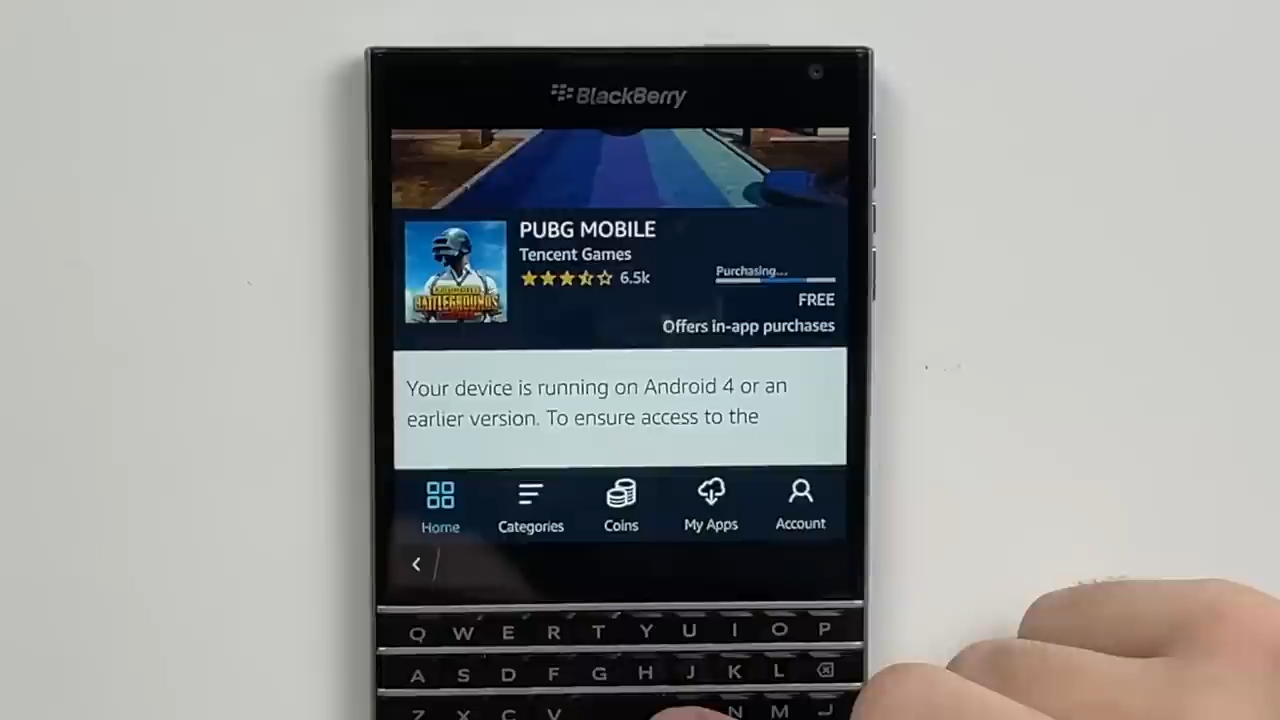 BlackBerry
PUBG MOBILE
Tencent Games
6.5k
Purchasing...
FREE
Offers in-app purchases
BATTLEGROUNDS
Your device is running on Android 4 or an
earlier version. To ensure access to the
Home Categories Coins My Apps Account
Q W E R T Y U I O P
A S D F G H J K L
Z X C V N M